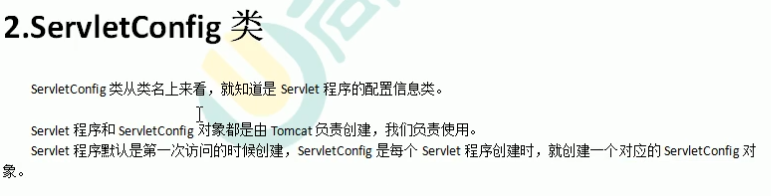 2.ServletConfig 类
ServletConfig 类从类名上来看，就知道是 Servlet 程序的配置信息类。
Servlet 程序和 ServletConfig 对象都是由 Tomcat 负责创建，我们负责使用。
Servlet 程序默认是第一次访问的时候创建，ServletConfig 是每个 Servlet 程序创建时，就创建一个对应的 ServletConfig 对
象。